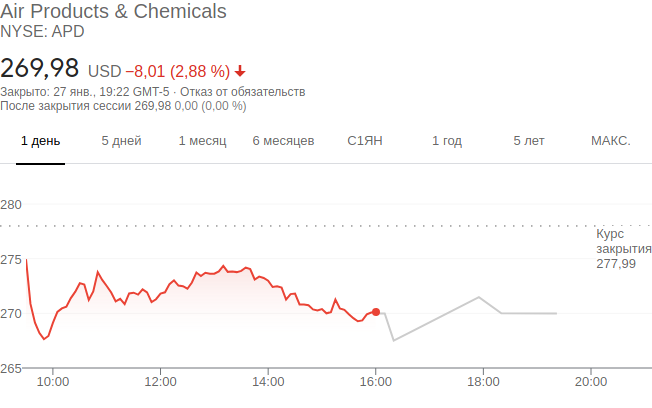 Air Products & Chemicals
NYSE: APD
269,98 USD −8,01 (2,88 %)
Закрыто: 27 янв., 19:22 GMT-5 · Отказ от обязательств
После закрытия сессии 269,98 0,00 (0,00 %)
1 день 5 дней 1 месяц 6 месяцев С1ЯН 1 год 5 лет МАКС.
280
Курс
закрытия
277,99
275
270
265
10:00 12:00 14:00 16:00 18:00 20:00